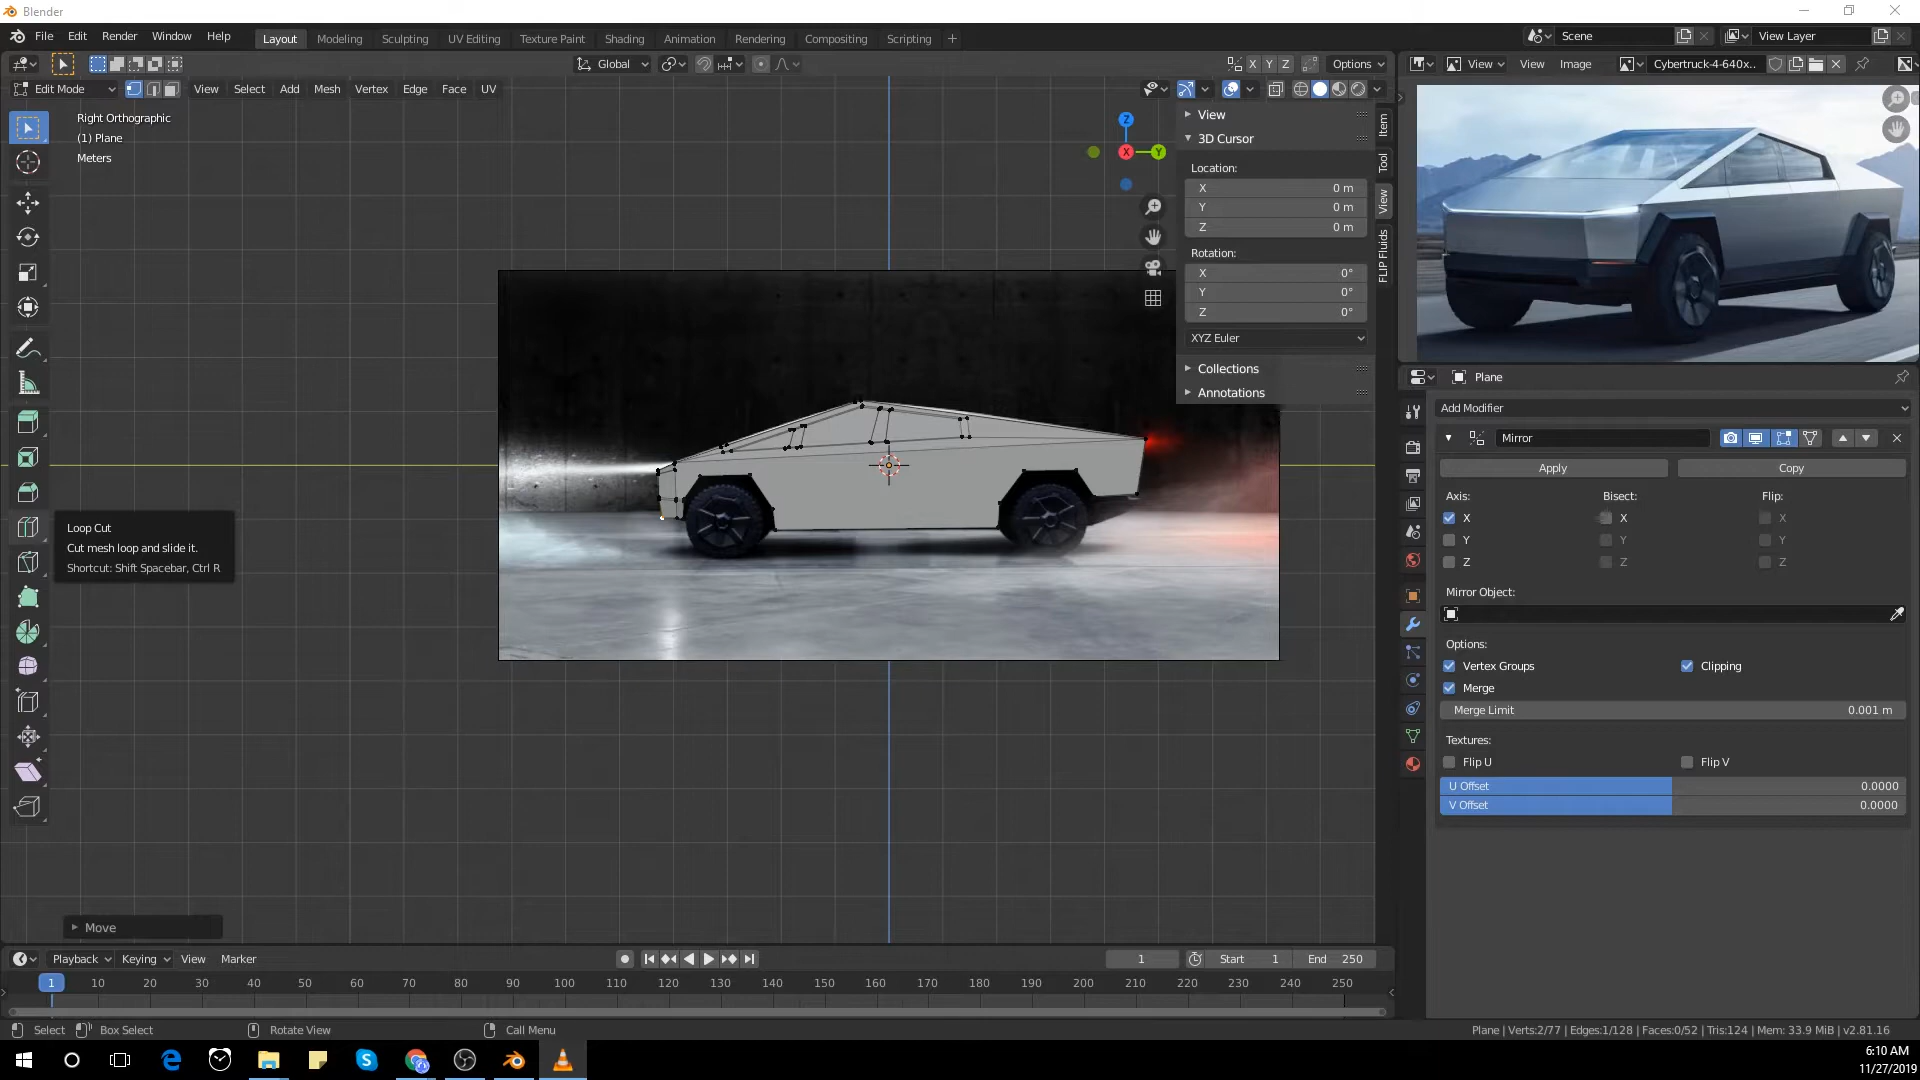 Blender
File Edit Render Window Help
Layout Modeling Sculpting UV Editing Texture Paint Shading Animation Rendering Compositing Scripting +
Scene
View Layer
Global
X Y Z
Options
View View Image Cybertruck-4-640x..
Edit Mode View Select Add Mesh Vertex Edge Face UV
Right Orthographic
(1) Plane
Meters
Z
X
Y
View
3D Cursor
Location:
X 0 m
Y 0 m
Z 0 m
Rotation:
X 0°
Y 0°
Z 0°
XYZ Euler
Collections
Annotations
Item
Tool
View
FLIP Fluids
Loop Cut
Cut mesh loop and slide it.
Shortcut: Shift Spacebar, Ctrl R
Move
Plane
Add Modifier
Mirror
Apply Copy
Axis: Bisect: Flip:
X X X
Y Y Y
Z Z Z
Mirror Object:
Options:
Vertex Groups Clipping
Merge
Merge Limit 0.001 m
Textures:
Flip U Flip V
U Offset 0.0000
V Offset 0.0000
Playback Keying View Marker 1 Start 1 End 250
1 10 20 30 40 50 60 70 80 90 100 110 120 130 140 150 160 170 180 190 200 210 220 230 240 250
Select Box Select Rotate View Call Menu
Plane | Verts:2/77 | Edges:1/128 | Faces:0/52 | Tris:124 | Mem: 33.9 MiB | v2.81.16
6:10 AM
11/27/2019